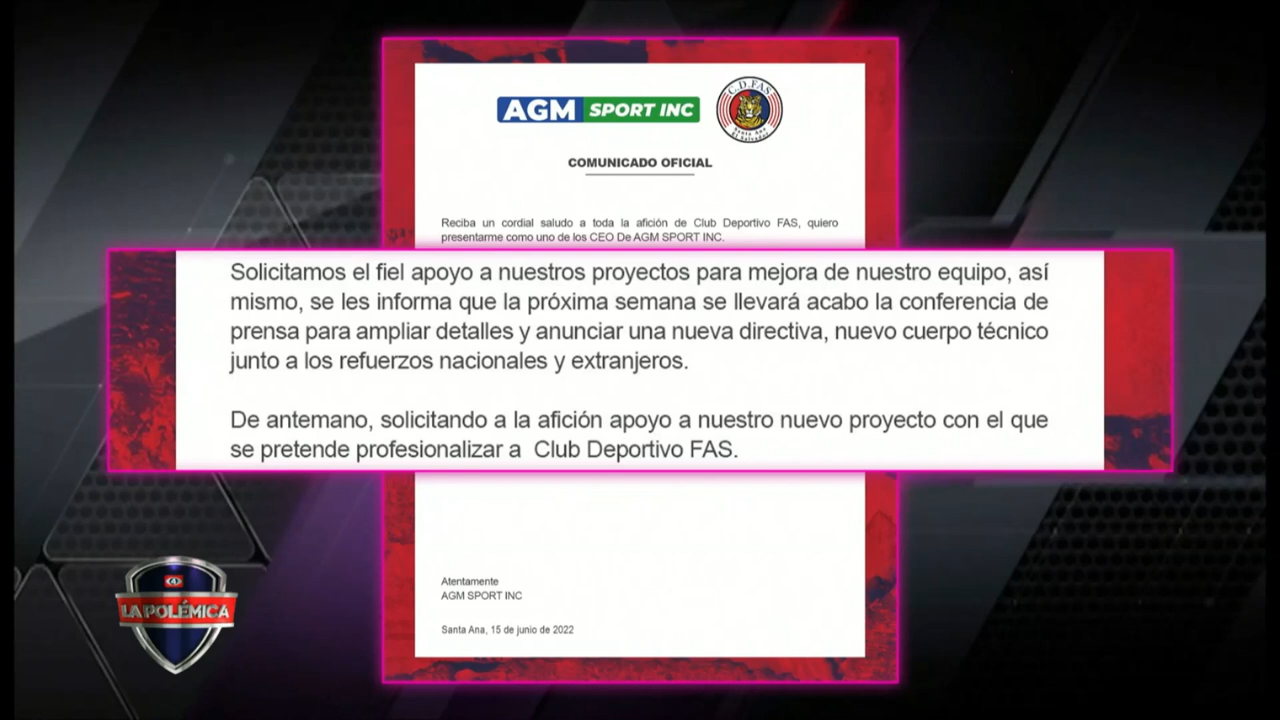 AGM SPORT INC
C.D. FAS
Santa Ana
El Salvador
COMUNICADO OFICIAL
Reciba un cordial saludo a toda la afición de Club Deportivo FAS, quiero
presentarme como uno de los CEO De AGM SPORT INC.
Solicitamos el fiel apoyo a nuestros proyectos para mejora de nuestro equipo, así
mismo, se les informa que la próxima semana se llevará acabo la conferencia de
prensa para ampliar detalles y anunciar una nueva directiva, nuevo cuerpo técnico
junto a los refuerzos nacionales y extranjeros.
De antemano, solicitando a la afición apoyo a nuestro nuevo proyecto con el que
se pretende profesionalizar a  Club Deportivo FAS.
Atentamente
AGM SPORT INC
Santa Ana, 15 de junio de 2022
4
LA POLÉMICA